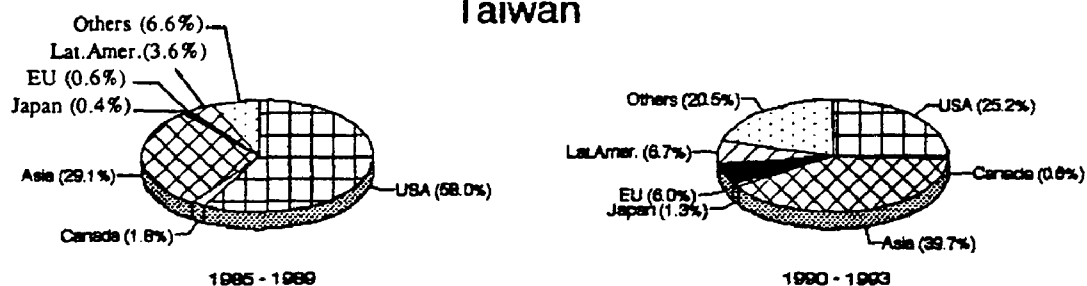 Taiwan
Others (6.6%)
Lat.Amer.(3.6%)
EU (0.6%)
Japan (0.4%)
Asia (29.1%)
Canada (1.8%)
USA (58.0%)
1985 - 1989
Others (20.5%)
Lat.Amer. (6.7%)
EU (6.0%)
Japan (1.3%)
USA (25.2%)
Canada (0.6%)
Asia (39.7%)
1990 - 1993